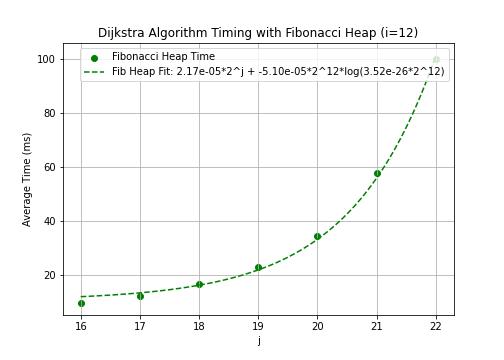 Dijkstra Algorithm Timing with Fibonacci Heap (i=12)
Fibonacci Heap Time
Fib Heap Fit: 2.17e-05*2^j + -5.10e-05*2^12*log(3.52e-26*2^12)
100
80
60
40
20
Average Time (ms)
16 17 18 19 20 21 22
j